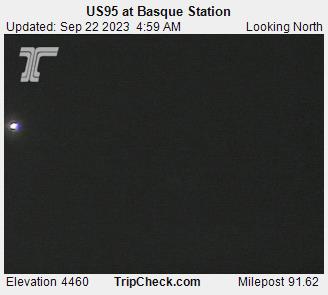 US95 at Basque Station
Updated: Sep 22 2023 4:59 AM Looking North
Elevation 4460 TripCheck.com Milepost 91.62